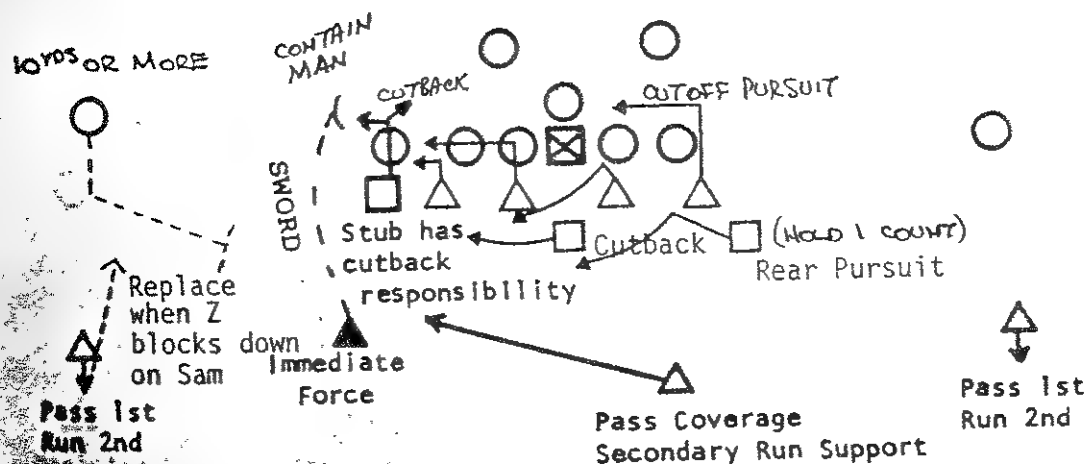 10 YDS OR MORE
CONTAIN
MAN
CUTBACK
CUTOFF PURSUIT
SWORD
Stub has
cutback
responsibility
Cutback
(HOLD 1 COUNT)
Rear Pursuit
Replace
when Z
blocks down
on Sam
Immediate
Force
Pass 1st
Run 2nd
Pass Coverage
Secondary Run Support
Pass 1st
Run 2nd